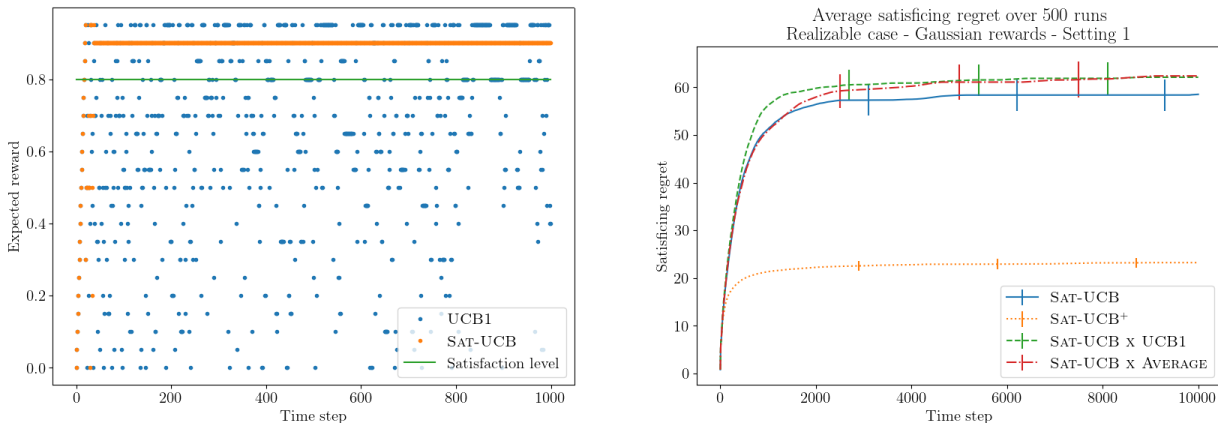 Expected reward
0.8
0.6
0.4
0.2
0.0
UCB1
SAT-UCB
Satisfaction level
0
200
400
600
800
1000
Time step
Average satisficing regret over 500 runs
Realizable case - Gaussian rewards - Setting 1
Satisficing regret
60
50
40
30
20
10
0
SAT-UCB
SAT-UCB⁺
SAT-UCB X UCB1
SAT-UCB X AVERAGE
0
2000
4000
6000
8000
10000
Time step